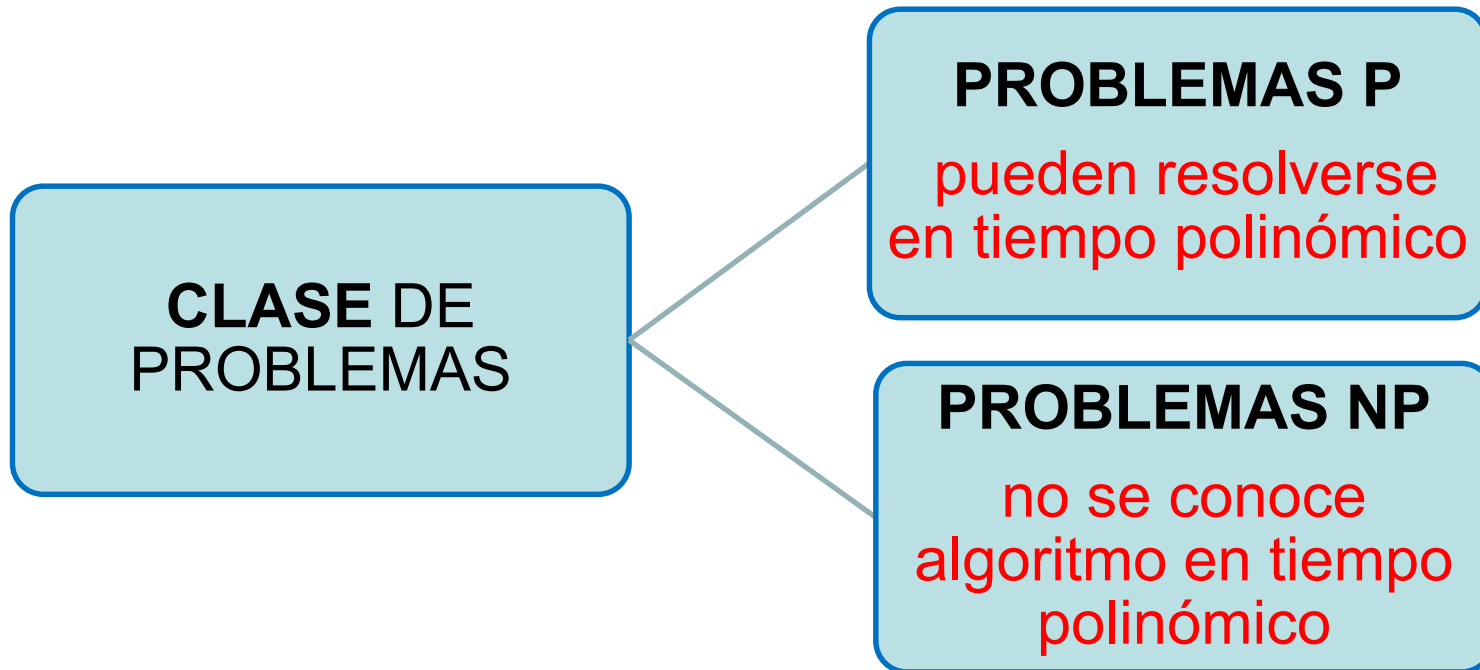 CLASE DE
PROBLEMAS
PROBLEMAS P
pueden resolverse
en tiempo polinómico
PROBLEMAS NP
no se conoce
algoritmo en tiempo
polinómico